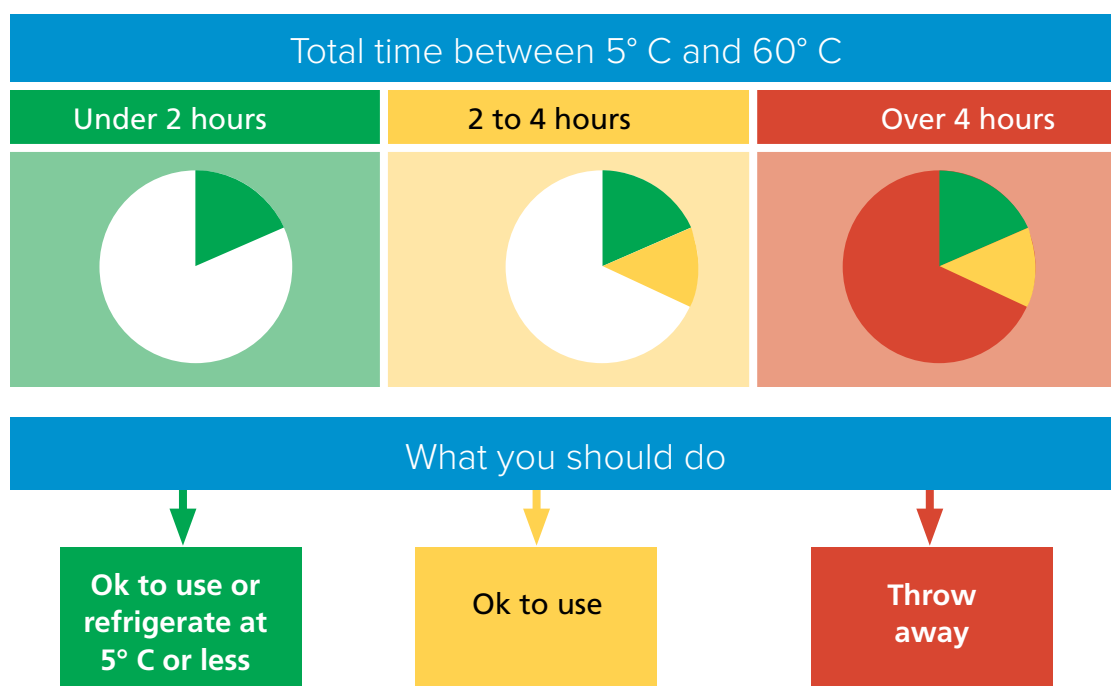 Total time between 5° C and 60° C
Under 2 hours
2 to 4 hours
Over 4 hours
What you should do
Ok to use or
refrigerate at
5° C or less
Ok to use
Throw
away